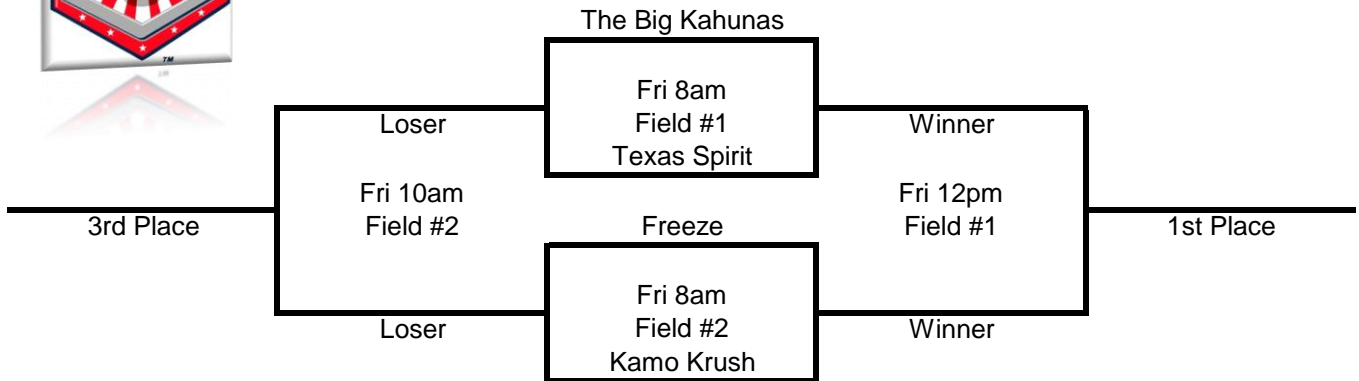 TM
The Big Kahunas
Fri 8am
Loser Field #1 Winner
Texas Spirit
Fri 10am Fri 12pm
3rd Place Field #2 Freeze Field #1 1st Place
Fri 8am
Loser Field #2 Winner
Kamo Krush